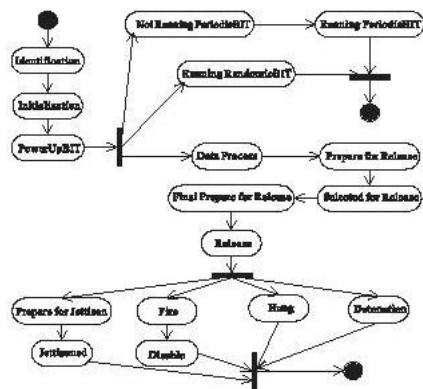 Not Running PeriodicBIT
Running PeriodicBIT
Identification
Running RandomicBIT
Initialization
PowerUpBIT
Data Process
Prepare for Release
Final Prepare for Release
Selected for Release
Release
Prepare for Jettison
Fire
Hung
Detonation
Jettisoned
Disable